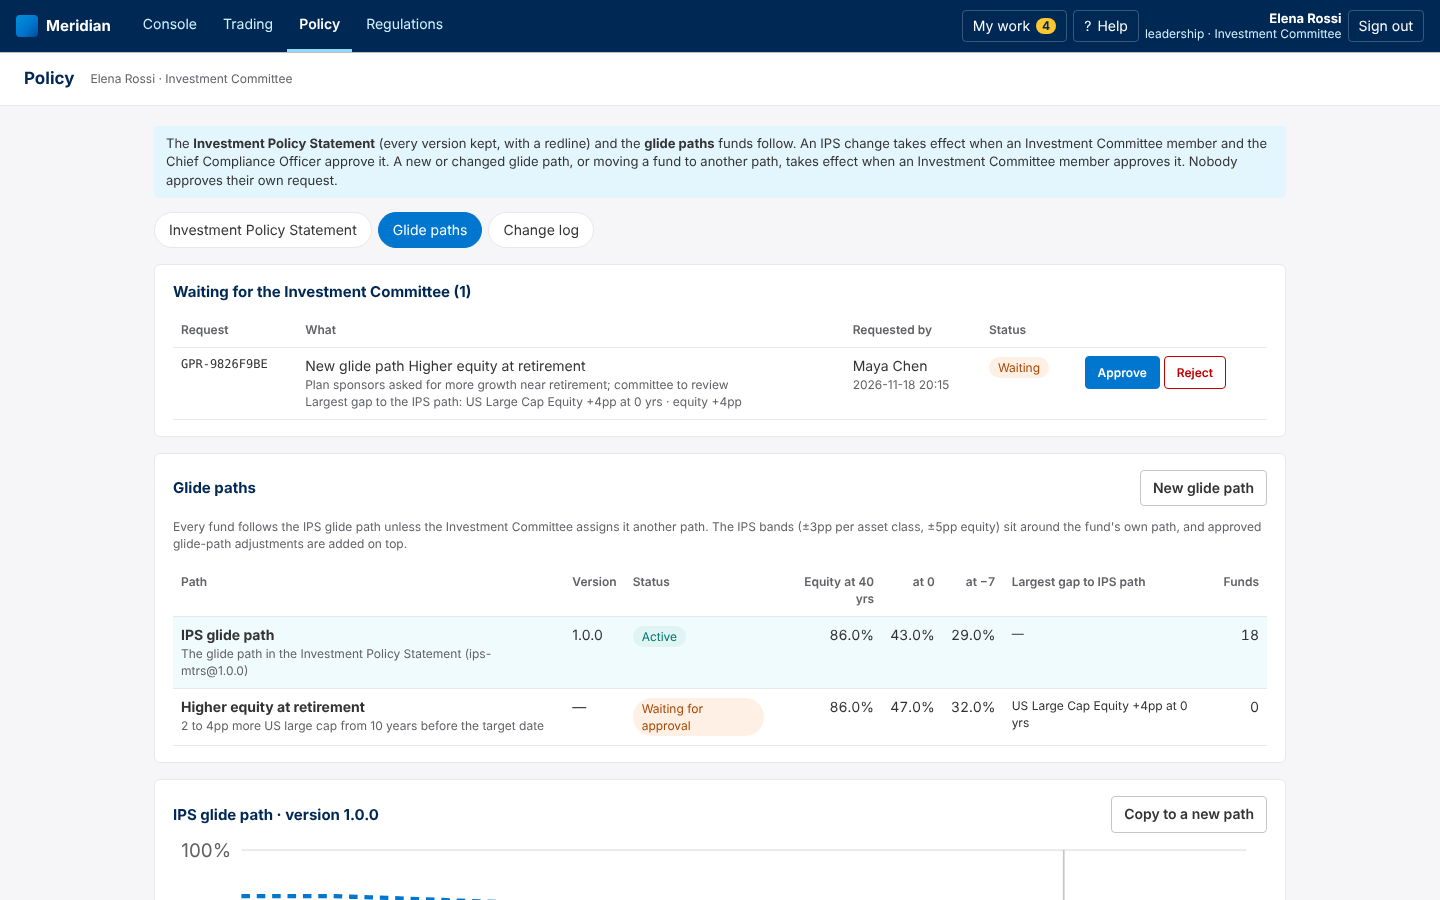 Meridian
Console
Trading
Policy
Regulations
My work 4
? Help
Elena Rossi
leadership · Investment Committee
Sign out
Policy
Elena Rossi · Investment Committee
The Investment Policy Statement (every version kept, with a redline) and the glide paths funds follow. An IPS change takes effect when an Investment Committee member and the
Chief Compliance Officer approve it. A new or changed glide path, or moving a fund to another path, takes effect when an Investment Committee member approves it. Nobody
approves their own request.
Investment Policy Statement
Glide paths
Change log
Waiting for the Investment Committee (1)
Request
What
Requested by
Status
GPR-9826F9BE
New glide path Higher equity at retirement
Plan sponsors asked for more growth near retirement; committee to review
Largest gap to the IPS path: US Large Cap Equity +4pp at 0 yrs · equity +4pp
Maya Chen
2026-11-18 20:15
Waiting
Approve
Reject
Glide paths
New glide path
Every fund follows the IPS glide path unless the Investment Committee assigns it another path. The IPS bands (±3pp per asset class, ±5pp equity) sit around the fund's own path, and approved
glide-path adjustments are added on top.
Path
Version
Status
Equity at 40
yrs
at 0
at −7
Largest gap to IPS path
Funds
IPS glide path
The glide path in the Investment Policy Statement (ips-
mtrs@1.0.0)
1.0.0
Active
86.0%
43.0%
29.0%
—
18
Higher equity at retirement
2 to 4pp more US large cap from 10 years before the target date
—
Waiting for
approval
86.0%
47.0%
32.0%
US Large Cap Equity +4pp at 0
yrs
0
IPS glide path · version 1.0.0
Copy to a new path
100%